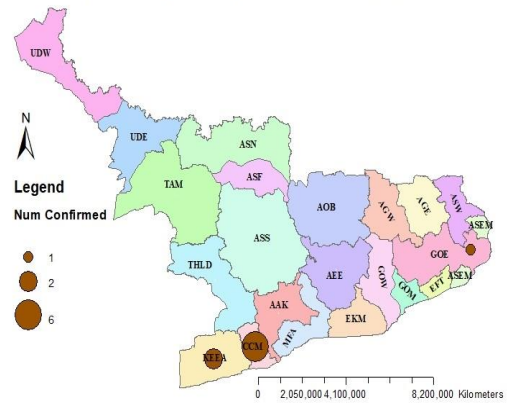 UDW
N
UDE
ASN
Legend
TAM
ASF
Num Confirmed
AOB
AGW
AGE
ASW
ASEM
ASS
GOE
1
THLD
AEE
GOW
ASEM
2
GOM
EFT
6
AAK
MFA
EKM
CCM
KEEA
0 2,050,000 4,100,000 8,200,000 Kilometers